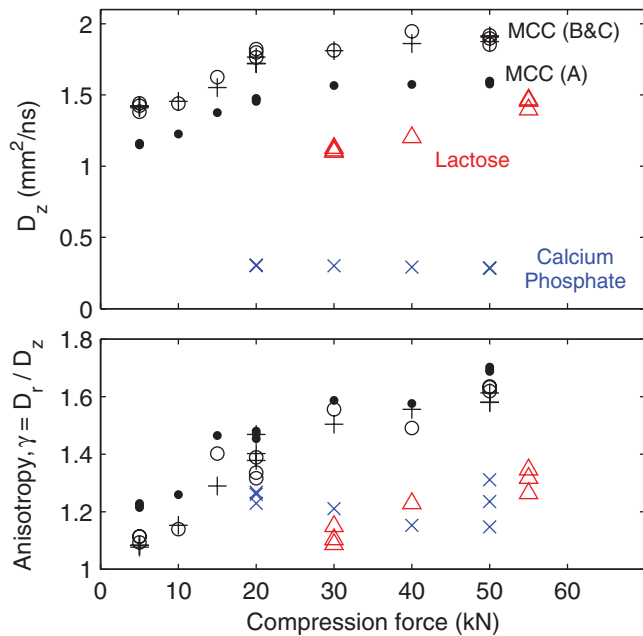 2
1.5
1
0.5
0
D_z (mm²/ns)
MCC (B&C)
MCC (A)
Lactose
Calcium
Phosphate
1.8
1.6
1.4
1.2
1
Anisotropy, γ = D_r / D_z
0 10 20 30 40 50 60
Compression force (kN)